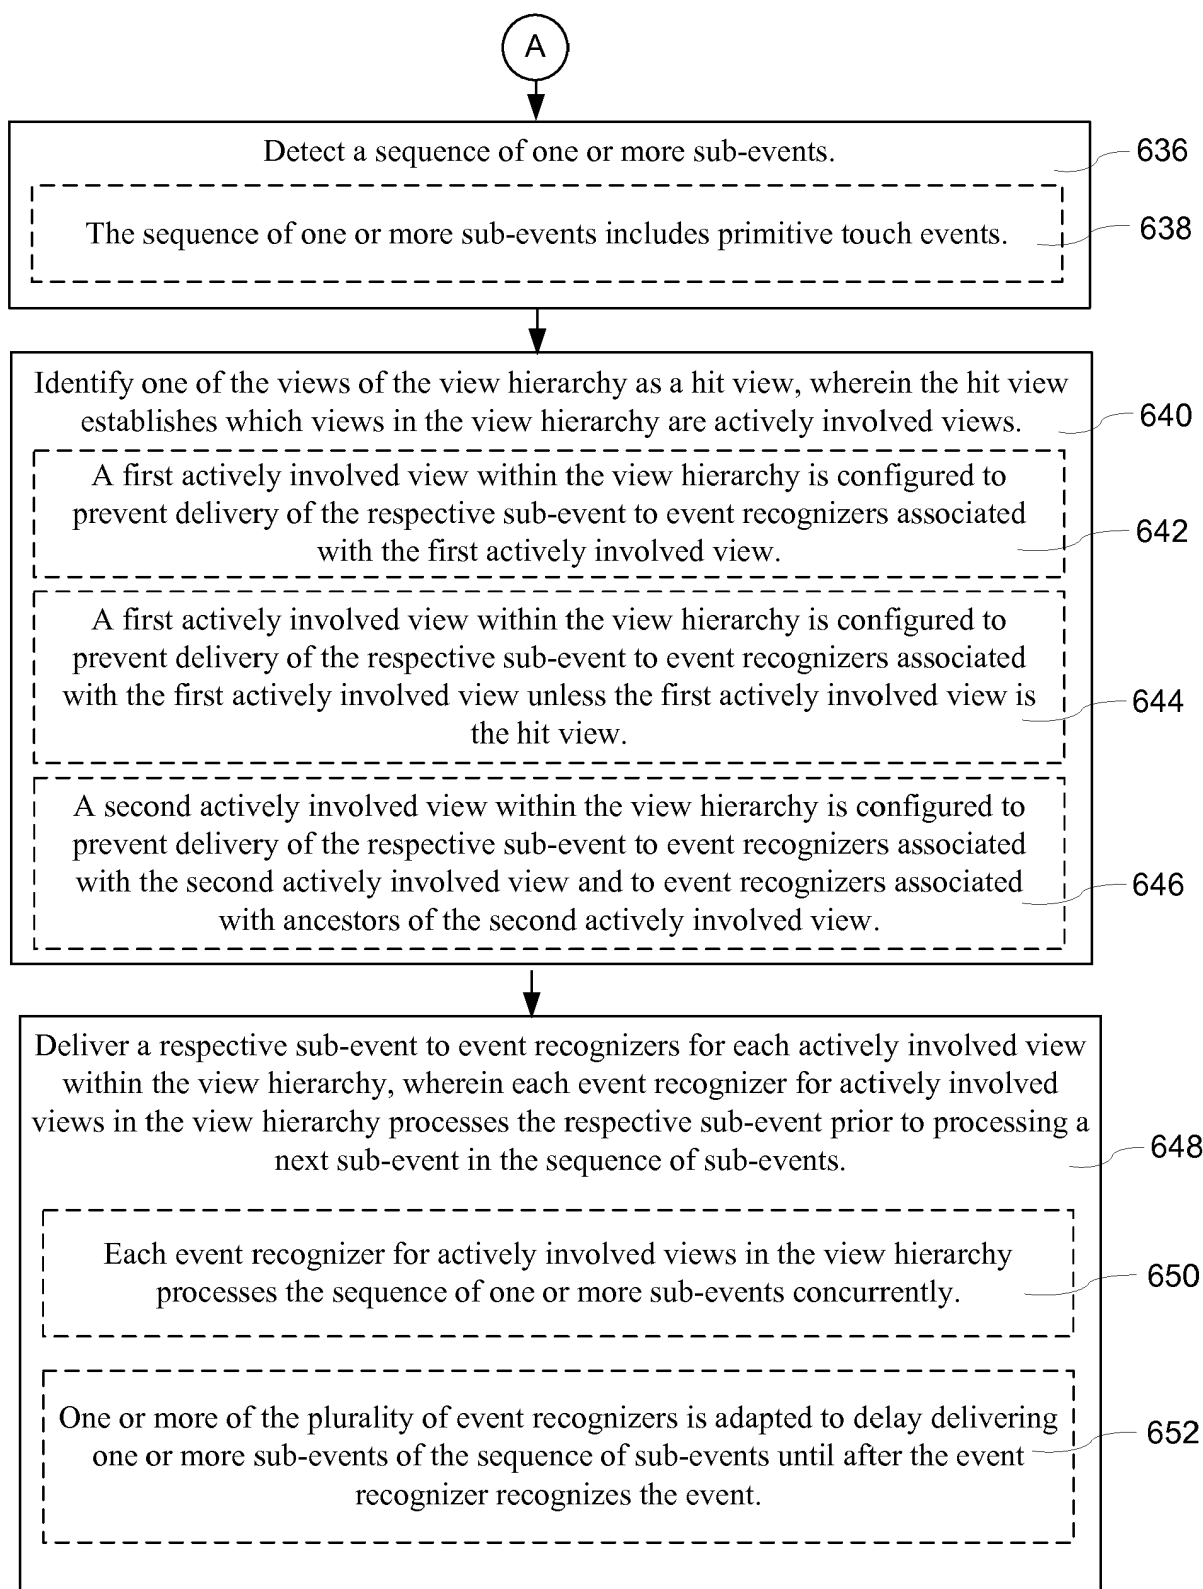 A
Detect a sequence of one or more sub-events.
636
The sequence of one or more sub-events includes primitive touch events.
638
Identify one of the views of the view hierarchy as a hit view, wherein the hit view
establishes which views in the view hierarchy are actively involved views.
640
A first actively involved view within the view hierarchy is configured to
prevent delivery of the respective sub-event to event recognizers associated
with the first actively involved view.
642
A first actively involved view within the view hierarchy is configured to
prevent delivery of the respective sub-event to event recognizers associated
with the first actively involved view unless the first actively involved view is
the hit view.
644
A second actively involved view within the view hierarchy is configured to
prevent delivery of the respective sub-event to event recognizers associated
with the second actively involved view and to event recognizers associated
with ancestors of the second actively involved view.
646
Deliver a respective sub-event to event recognizers for each actively involved view
within the view hierarchy, wherein each event recognizer for actively involved
views in the view hierarchy processes the respective sub-event prior to processing a
next sub-event in the sequence of sub-events.
648
Each event recognizer for actively involved views in the view hierarchy
processes the sequence of one or more sub-events concurrently.
650
One or more of the plurality of event recognizers is adapted to delay delivering
one or more sub-events of the sequence of sub-events until after the event
recognizer recognizes the event.
652